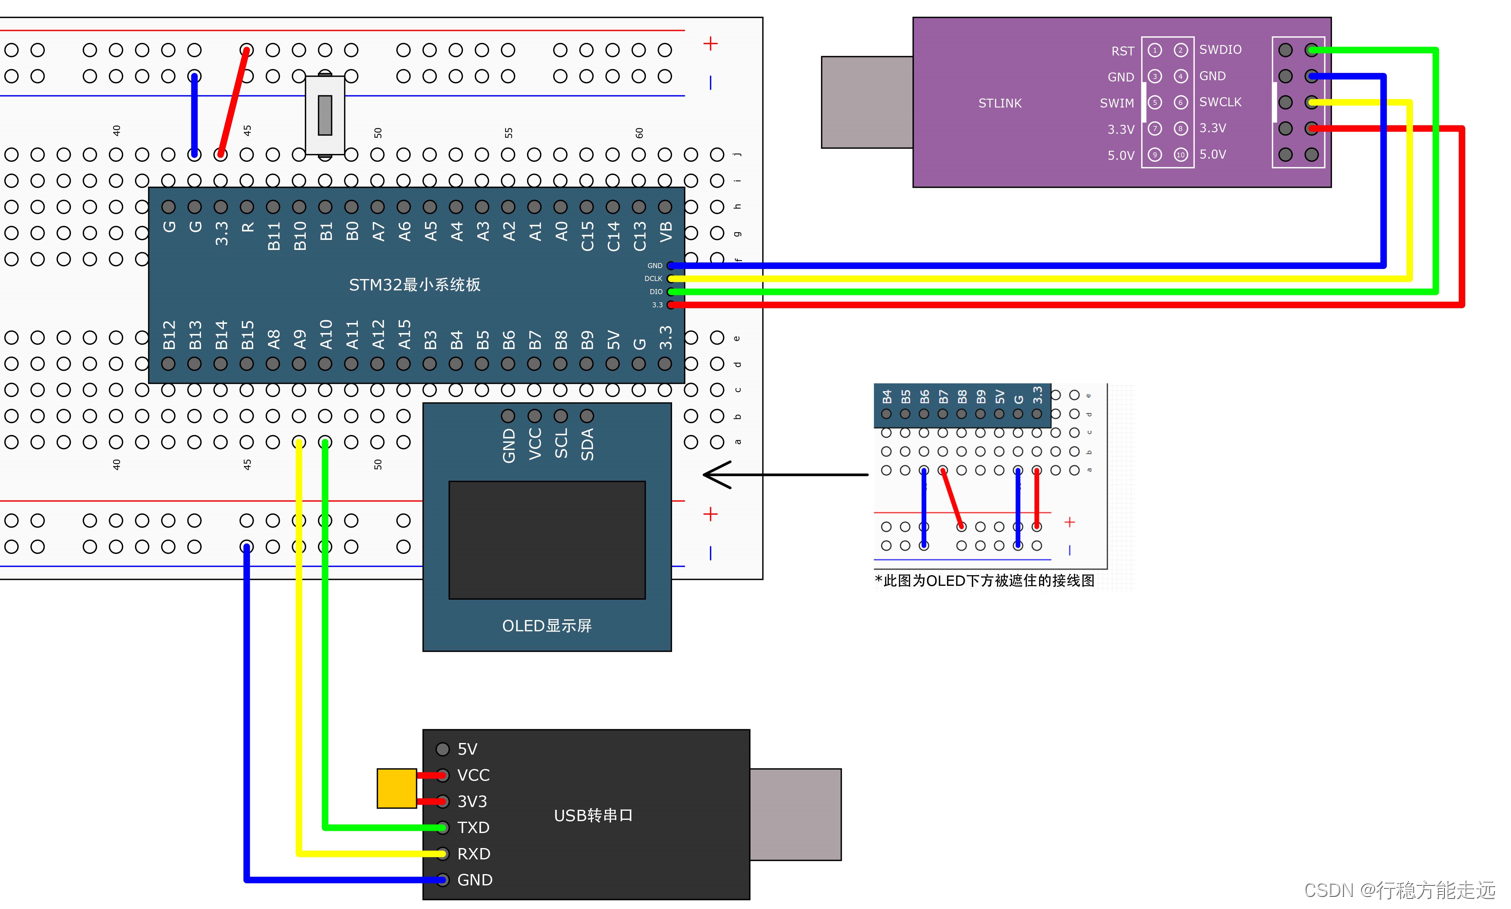 +
40 45 50 55 60
j
i
h
g
f
G G 3.3 R B11 B10 B1 B0 A7 A6 A5 A4 A3 A2 A1 A0 C15 C14 C13 VB
GND
DCLK
DIO
3.3
STM32最小系统板
B12 B13 B14 B15 A8 A9 A10 A11 A12 A15 B3 B4 B5 B6 B7 B8 B9 5V G 3.3
e
d
c
b
a
40 45 50
+
GND VCC SCL SDA
OLED显示屏
STLINK
RST 1 2 SWDIO
GND 3 4 GND
SWIM 5 6 SWCLK
3.3V 7 8 3.3V
5.0V 9 10 5.0V
B4 B5 B6 B7 B8 B9 5V G 3.3
e
d
c
b
a
+
*此图为OLED下方被遮住的接线图
5V
VCC
3V3
TXD
RXD
GND
USB转串口
CSDN @行稳方能走远